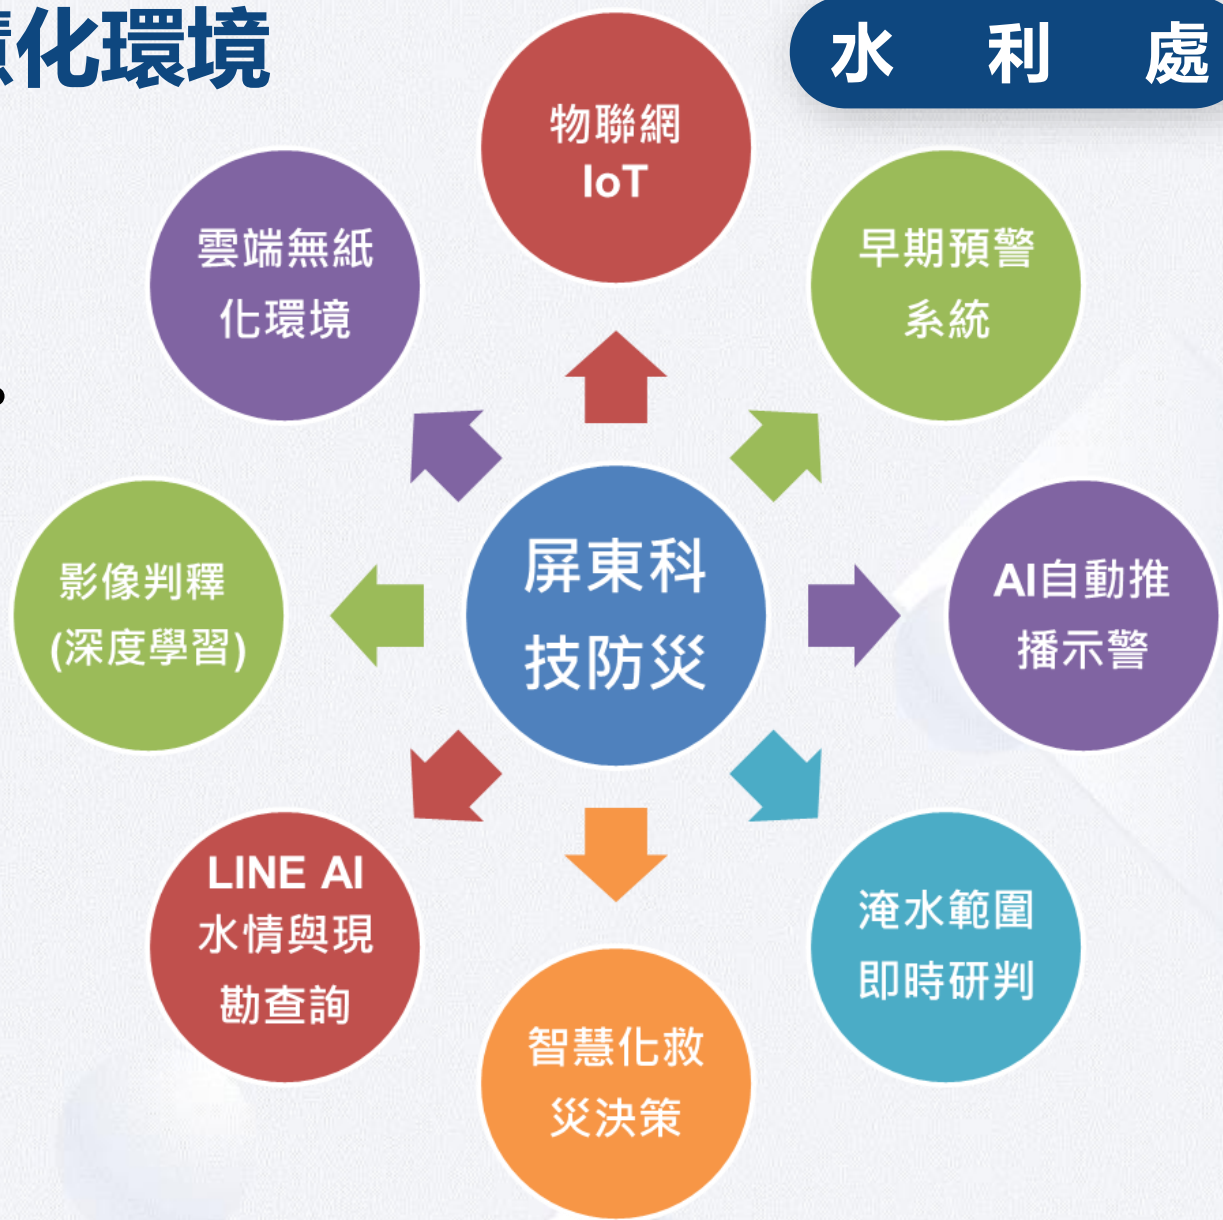 慧化環境
水利處
物聯網
IoT
早期預警
系統
AI自動推
播示警
淹水範圍
即時研判
智慧化救
災決策
LINE AI
水情與現
勘查詢
影像判釋
(深度學習)
雲端無紙
化環境
屏東科
技防災